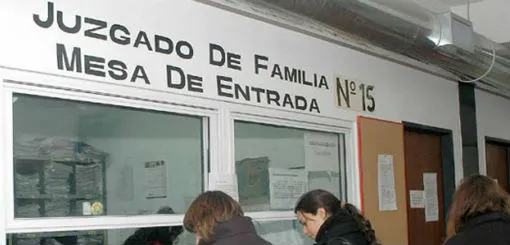 JUZGADO DE FAMILIA
MESA DE ENTRADA Nº 15